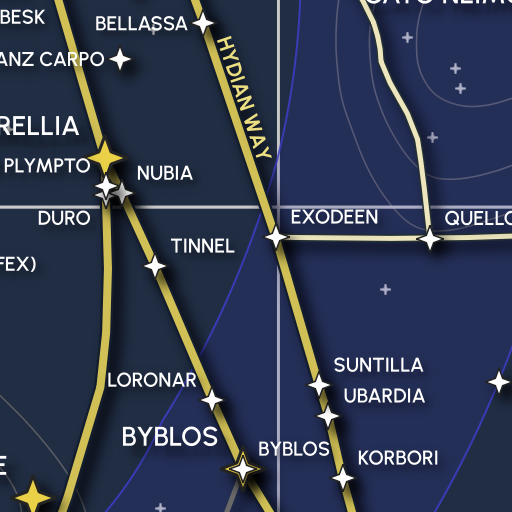 BESK
BELLASSA
ANZ CARPO
HYDIAN WAY
RELLIA
PLYMPTO
NUBIA
DURO
EXODEEN
QUELLO
TINNEL
FEX)
SUNTILLA
LORONAR
UBARDIA
BYBLOS
BYBLOS
KORBORI
E